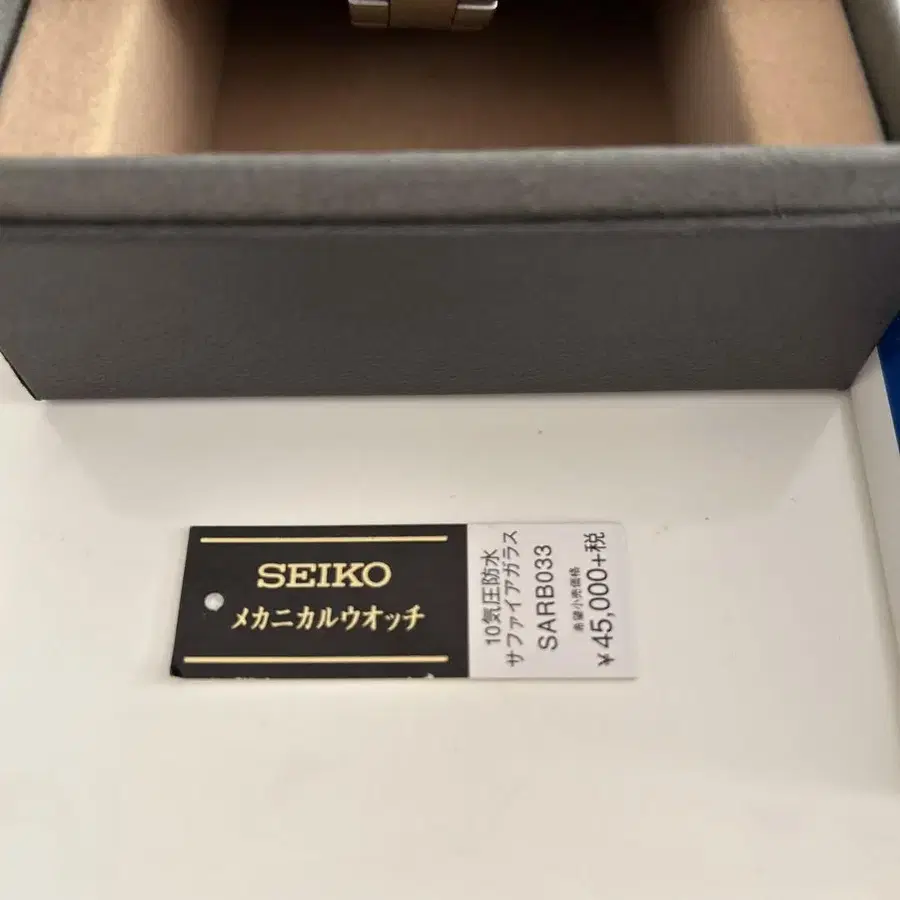 SEIKO
メカニカルウオッチ
10気圧防水
サファイアガラス
SARB033
希望小売価格
¥45,000+税